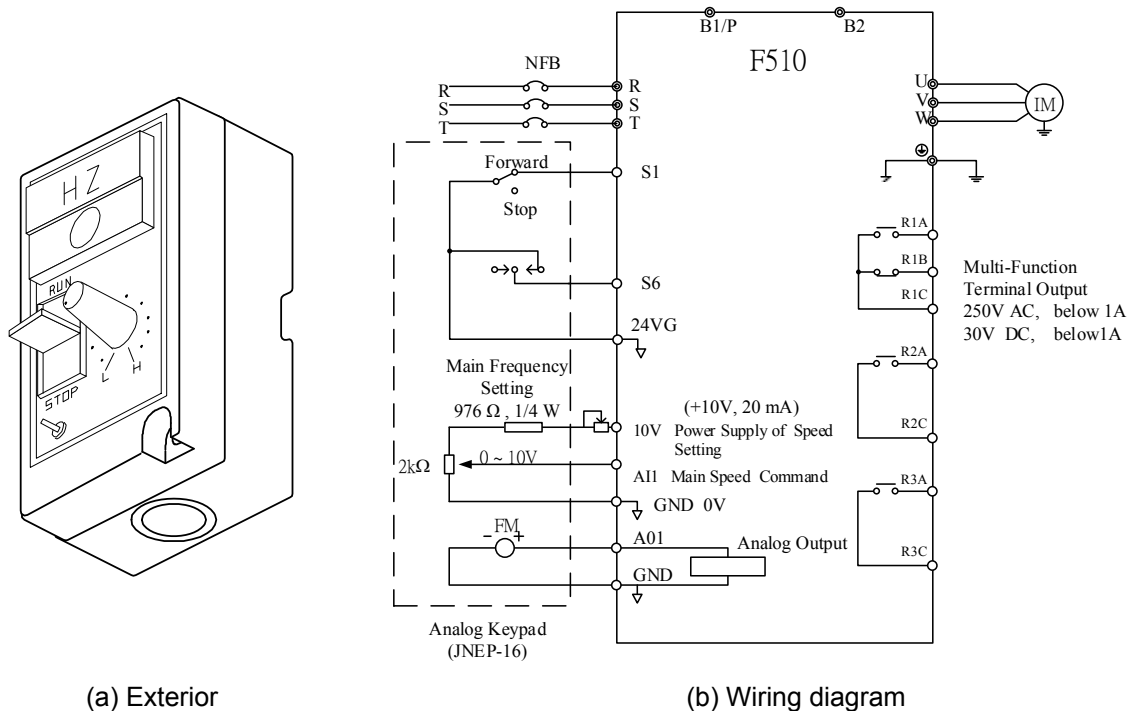 HZ
RUN
L H
STOP
(a) Exterior
B1/P B2
F510
NFB
R R
S S
T T
U
V
W
IM
Forward
S1
Stop
S6
24VG
Main Frequency
Setting
976 Ω , 1/4 W
2kΩ
0 ~ 10V
(+10V, 20 mA)
10V Power Supply of Speed
Setting
AI1 Main Speed Command
GND 0V
- FM +
A01
Analog Output
GND
Analog Keypad
(JNEP-16)
R1A
R1B
R1C
R2A
R2C
R3A
R3C
Multi-Function
Terminal Output
250V AC, below 1A
30V DC, below1A
(b) Wiring diagram